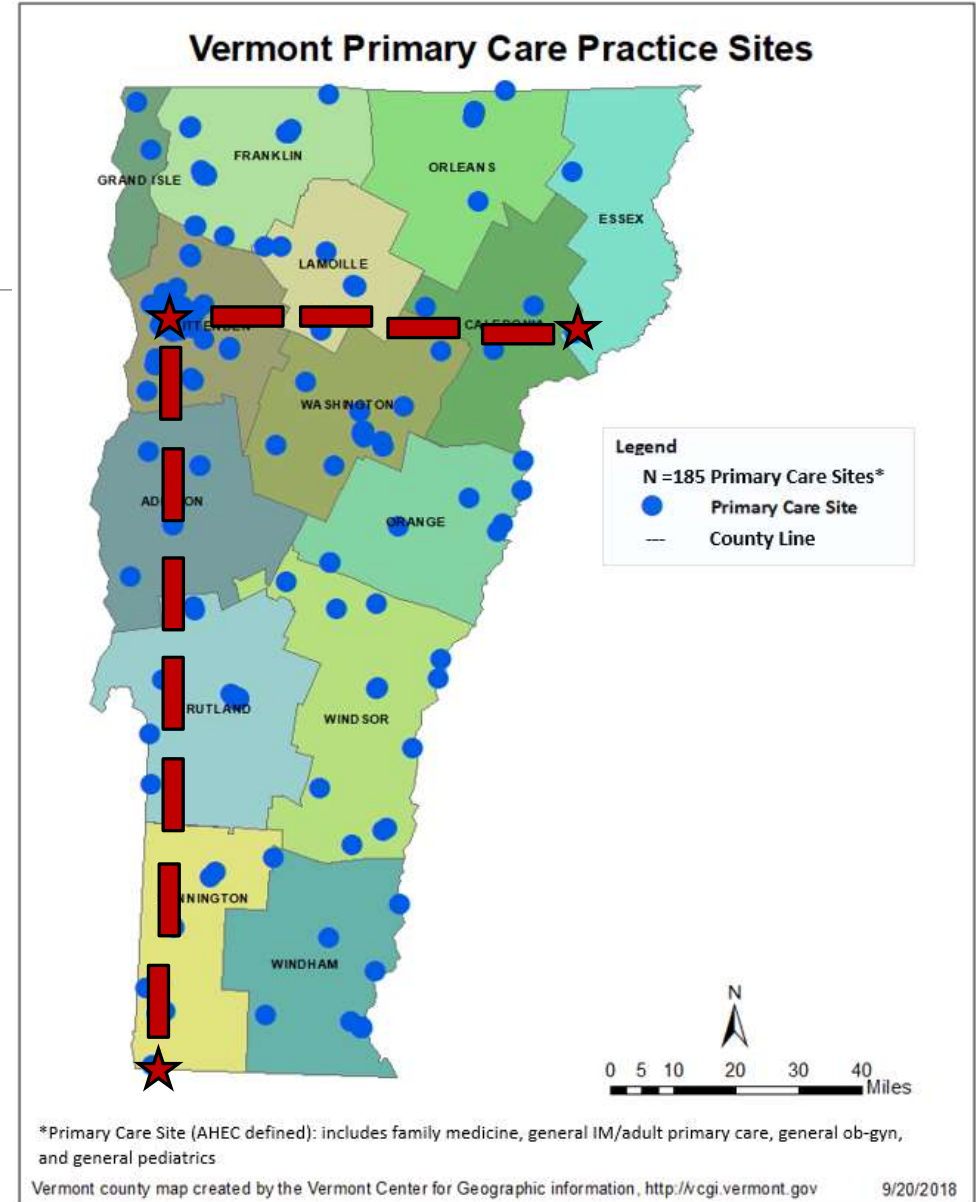 Vermont Primary Care Practice Sites
FRANKLIN
ORLEANS
GRAND ISLE
ESSEX
LAMOILLE
WASHINGTON
Legend
N =185 Primary Care Sites*
Primary Care Site
--- County Line
ORANGE
RUTLAND
WINDSOR
WINDHAM
N
0 5 10 20 30 40
Miles
*Primary Care Site (AHEC defined): includes family medicine, general IM/adult primary care, general ob-gyn,
and general pediatrics
Vermont county map created by the Vermont Center for Geographic information, http://vcgi.vermont.gov 9/20/2018